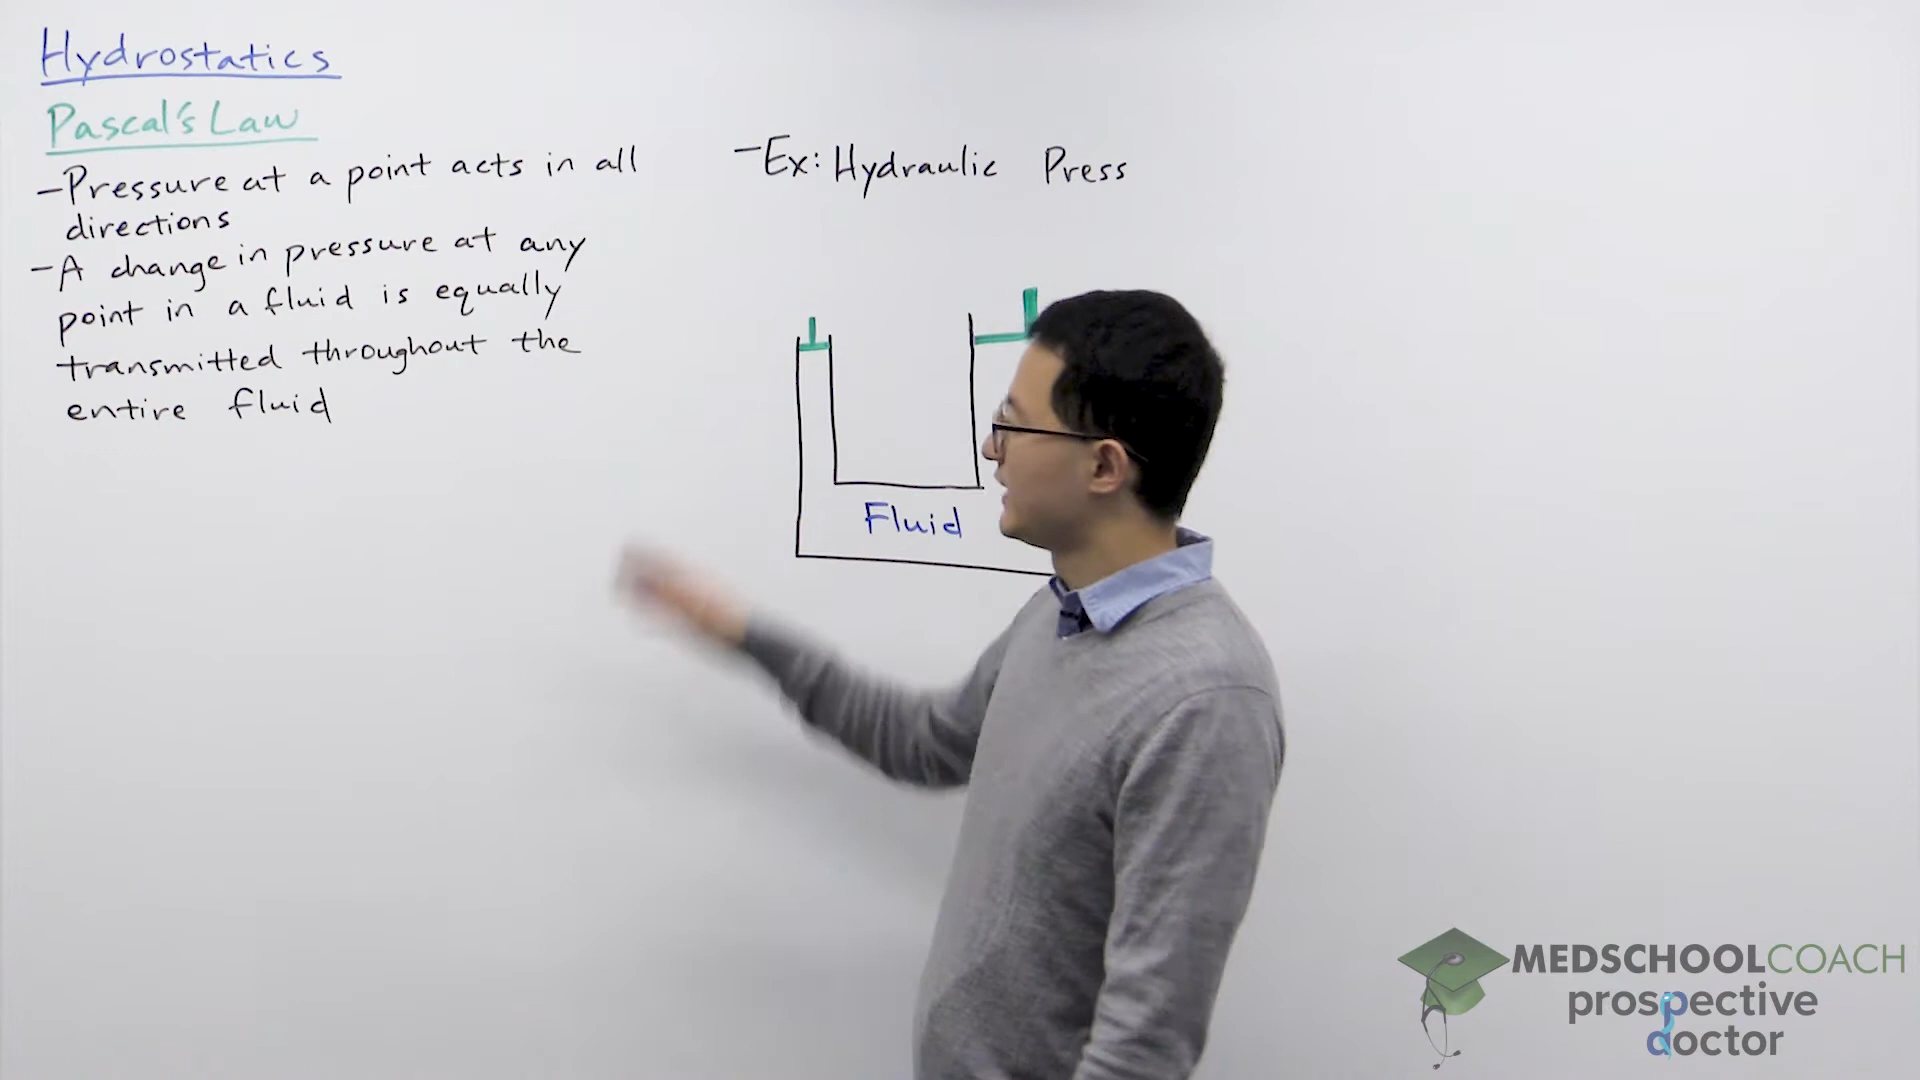 Hydrostatics
Pascal's Law
-Pressure at a point acts in all
directions
-A change in pressure at any
point in a fluid is equally
transmitted throughout the
entire fluid
-Ex: Hydraulic Press
Fluid
MEDSCHOOLCOACH
prospective
doctor